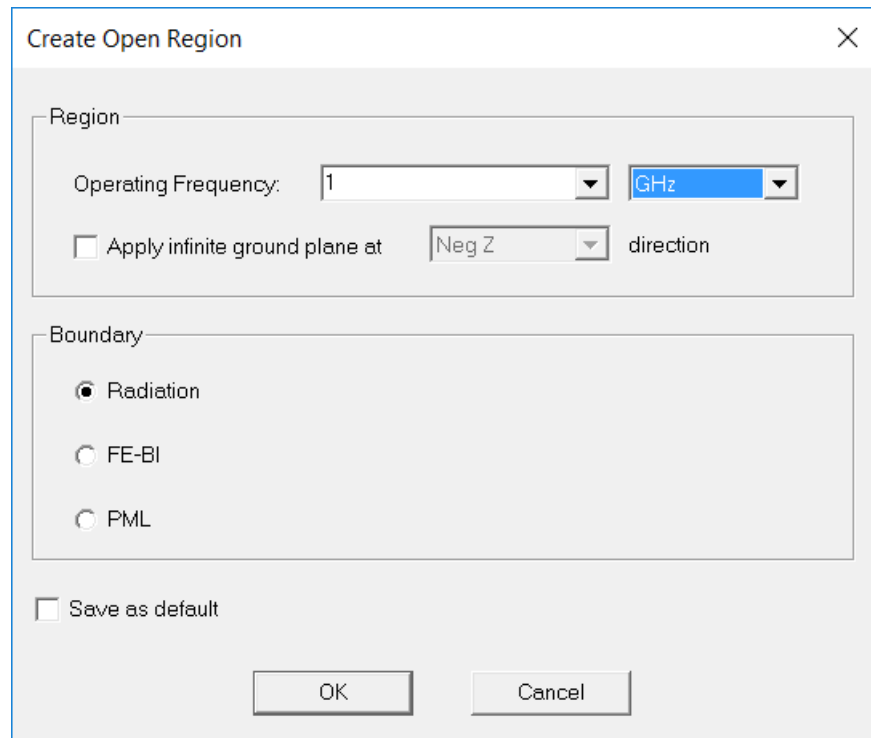 Create Open Region
Region
Operating Frequency: 1 GHz
Apply infinite ground plane at Neg Z direction
Boundary
Radiation
FE-BI
PML
Save as default
OK Cancel